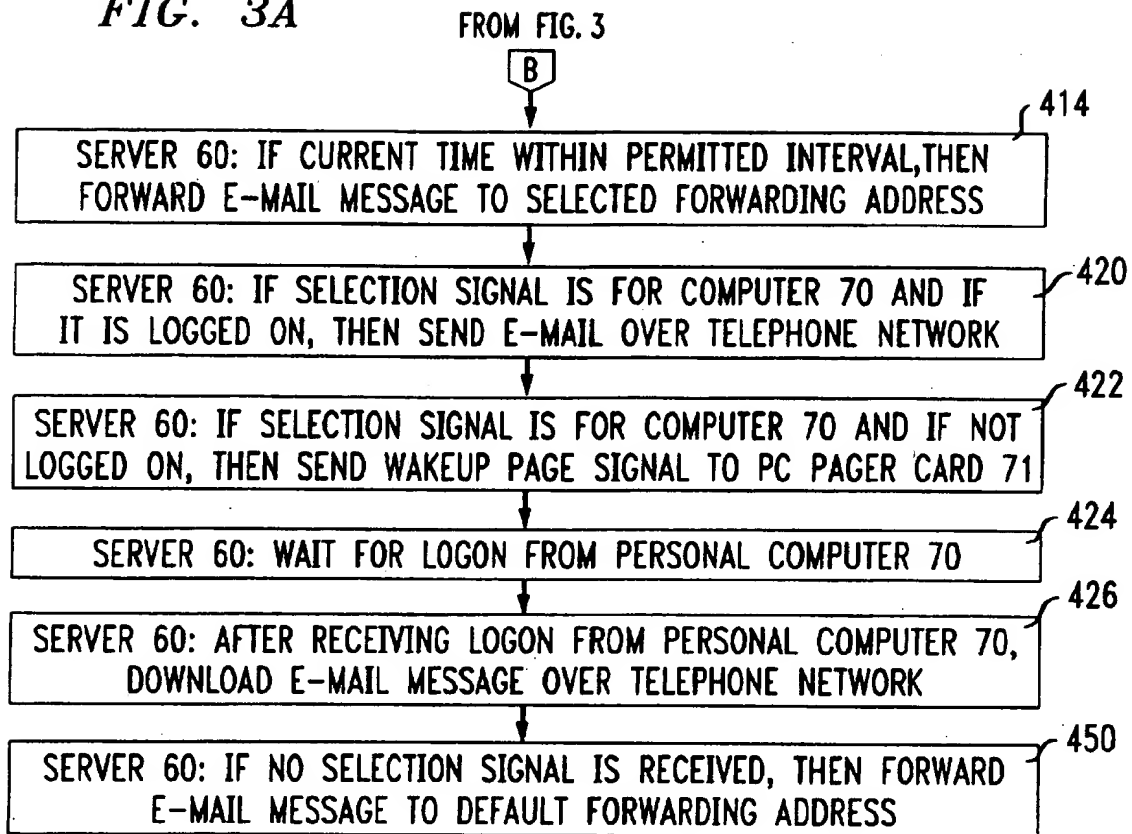 FIG. 3A
FROM FIG. 3
B
414
SERVER 60: IF CURRENT TIME WITHIN PERMITTED INTERVAL,THEN
FORWARD E-MAIL MESSAGE TO SELECTED FORWARDING ADDRESS
420
SERVER 60: IF SELECTION SIGNAL IS FOR COMPUTER 70 AND IF
IT IS LOGGED ON, THEN SEND E-MAIL OVER TELEPHONE NETWORK
422
SERVER 60: IF SELECTION SIGNAL IS FOR COMPUTER 70 AND IF NOT
LOGGED ON, THEN SEND WAKEUP PAGE SIGNAL TO PC PAGER CARD 71
424
SERVER 60: WAIT FOR LOGON FROM PERSONAL COMPUTER 70
426
SERVER 60: AFTER RECEIVING LOGON FROM PERSONAL COMPUTER 70,
DOWNLOAD E-MAIL MESSAGE OVER TELEPHONE NETWORK
450
SERVER 60: IF NO SELECTION SIGNAL IS RECEIVED, THEN FORWARD
E-MAIL MESSAGE TO DEFAULT FORWARDING ADDRESS